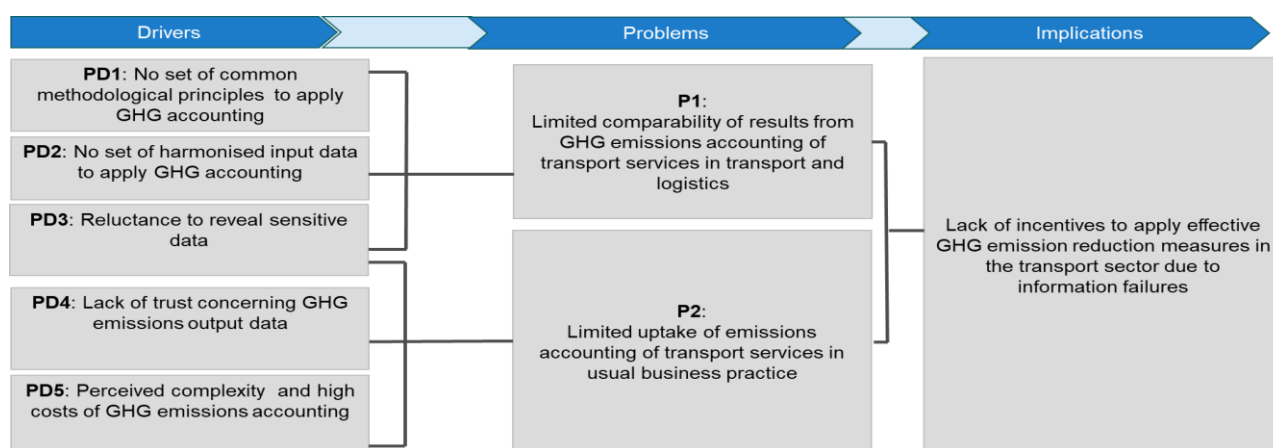 Drivers
Problems
Implications
PD1: No set of common
methodological principles to apply
GHG accounting
PD2: No set of harmonised input data
to apply GHG accounting
PD3: Reluctance to reveal sensitive
data
PD4: Lack of trust concerning GHG
emissions output data
PD5: Perceived complexity and high
costs of GHG emissions accounting
P1:
Limited comparability of results from
GHG emissions accounting of
transport services in transport and
logistics
P2:
Limited uptake of emissions
accounting of transport services in
usual business practice
Lack of incentives to apply effective
GHG emission reduction measures in
the transport sector due to
information failures